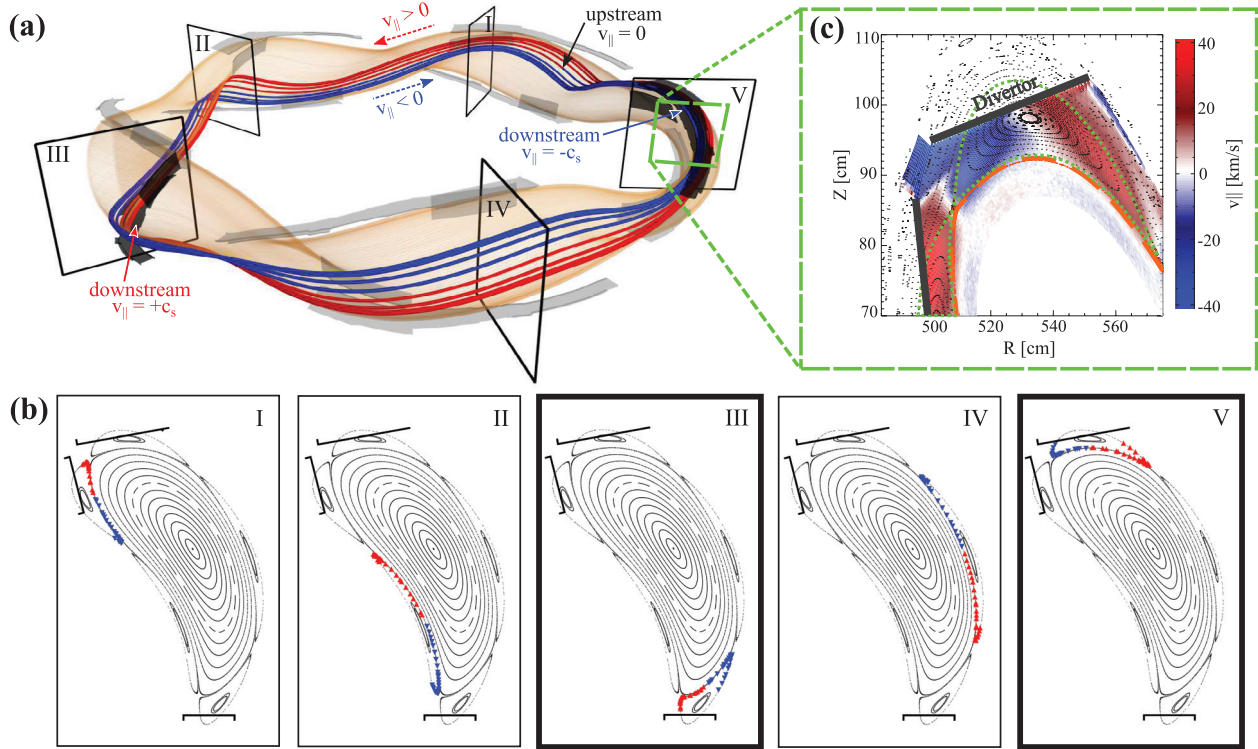 (a)
v∥ > 0
I
upstream
v∥ = 0
II
v∥ < 0
V
downstream
v∥ = -cs
III
IV
downstream
v∥ = +cs
(c)
110
100
90
80
70
Z [cm]
Divertor
500
520
540
560
R [cm]
40
20
0
-20
-40
v∥ [km/s]
(b)
I
II
III
IV
V